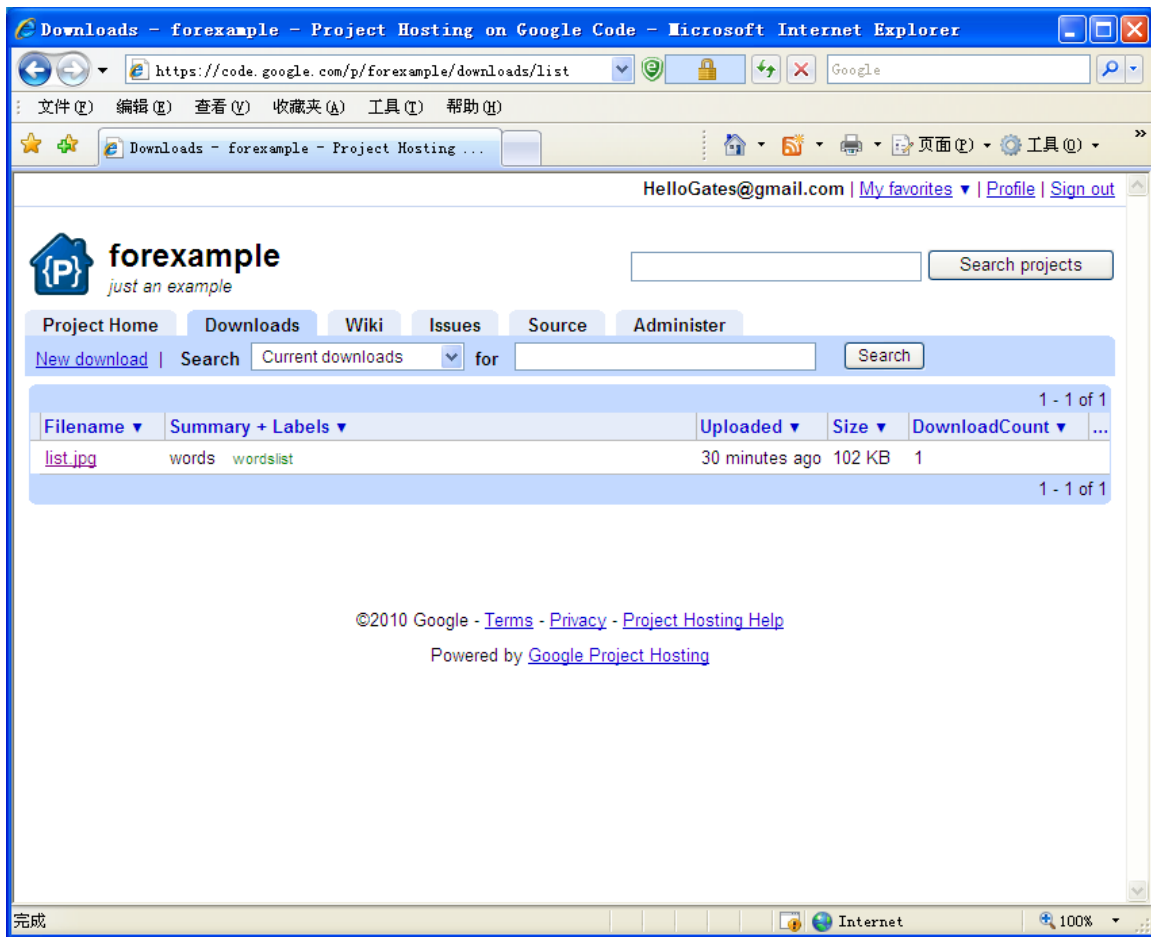 Downloads - forexample - Project Hosting on Google Code - Microsoft Internet Explorer
https://code.google.com/p/forexample/downloads/list Google
文件(F) 编辑(E) 查看(V) 收藏夹(A) 工具(T) 帮助(H)
Downloads - forexample - Project Hosting ... 页面(P) 工具(O) »
HelloGates@gmail.com | My favorites ▼ | Profile | Sign out
{P} forexample Search projects
just an example
Project Home Downloads Wiki Issues Source Administer
New download | Search Current downloads for Search
1 - 1 of 1
Filename ▼ Summary + Labels ▼ Uploaded ▼ Size ▼ DownloadCount ▼ ...
list.jpg words wordslist 30 minutes ago 102 KB 1
1 - 1 of 1
©2010 Google - Terms - Privacy - Project Hosting Help
Powered by Google Project Hosting
完成 Internet 100%